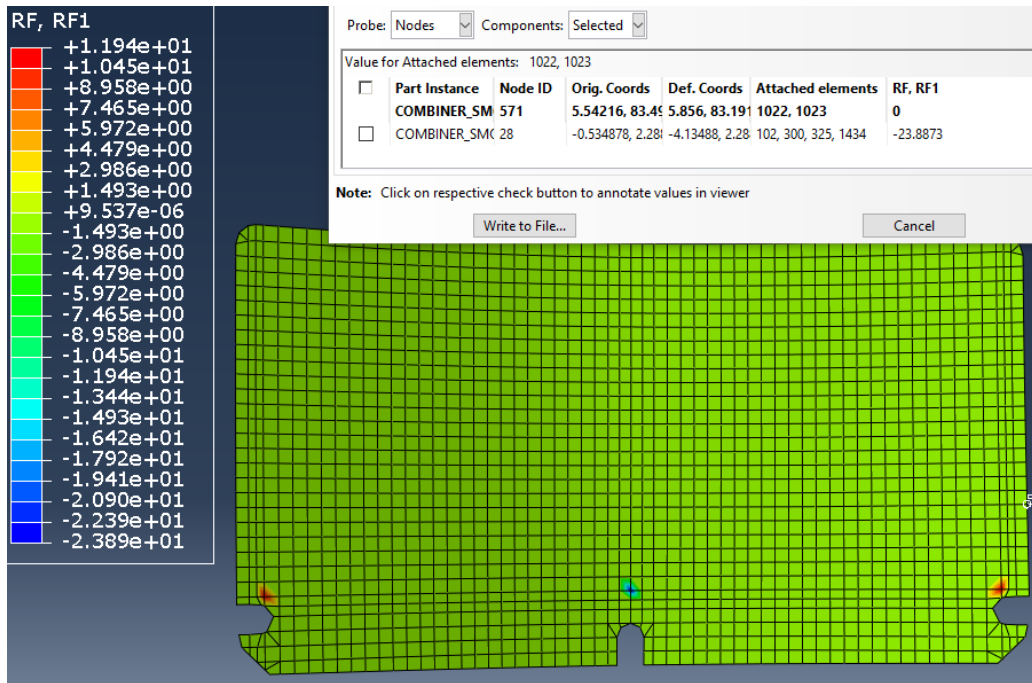 RF, RF1
+1.194e+01
+1.045e+01
+8.958e+00
+7.465e+00
+5.972e+00
+4.479e+00
+2.986e+00
+1.493e+00
+9.537e-06
-1.493e+00
-2.986e+00
-4.479e+00
-5.972e+00
-7.465e+00
-8.958e+00
-1.045e+01
-1.194e+01
-1.344e+01
-1.493e+01
-1.642e+01
-1.792e+01
-1.941e+01
-2.090e+01
-2.239e+01
-2.389e+01
Probe: Nodes Components: Selected
Value for Attached elements: 1022, 1023
Part Instance Node ID Orig. Coords Def. Coords Attached elements RF, RF1
COMBINER_SM 571 5.54216, 83.49 5.856, 83.191 1022, 1023 0
COMBINER_SMO 28 -0.534878, 2.28 -4.13488, 2.28 102, 300, 325, 1434 -23.8873
Note: Click on respective check button to annotate values in viewer
Write to File... Cancel